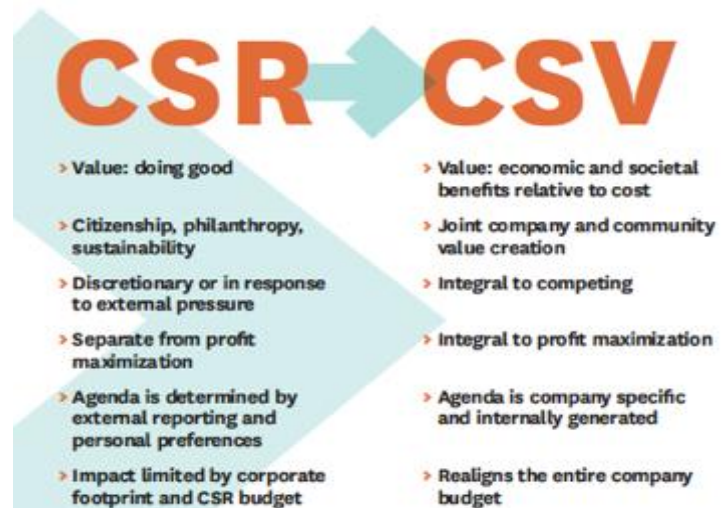 CSR CSV
> Value: doing good
> Value: economic and societal
benefits relative to cost
> Citizenship, philanthropy,
sustainability
> Joint company and community
value creation
> Discretionary or in response
to external pressure
> Integral to competing
> Separate from profit
maximization
> Integral to profit maximization
> Agenda is determined by
external reporting and
personal preferences
> Agenda is company specific
and internally generated
> Impact limited by corporate
footprint and CSR budget
> Realigns the entire company
budget